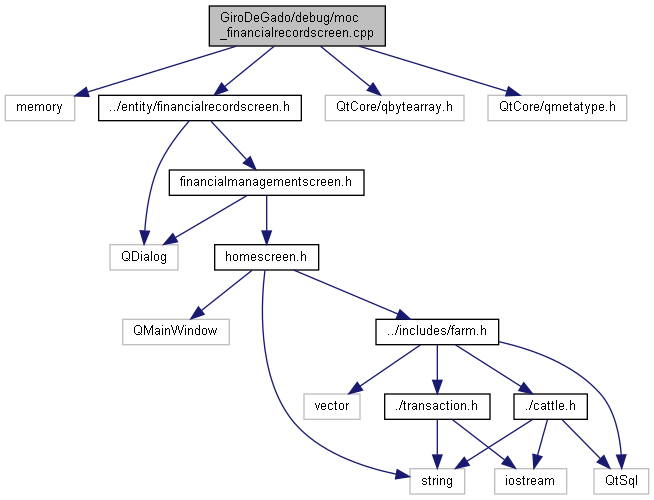 GiroDeGado/debug/moc
_financialrecordscreen.cpp
memory
../entity/financialrecordscreen.h
QtCore/qbytearray.h
QtCore/qmetatype.h
financialmanagementscreen.h
QDialog
homescreen.h
QMainWindow
../includes/farm.h
vector
./transaction.h
./cattle.h
string
iostream
QtSql